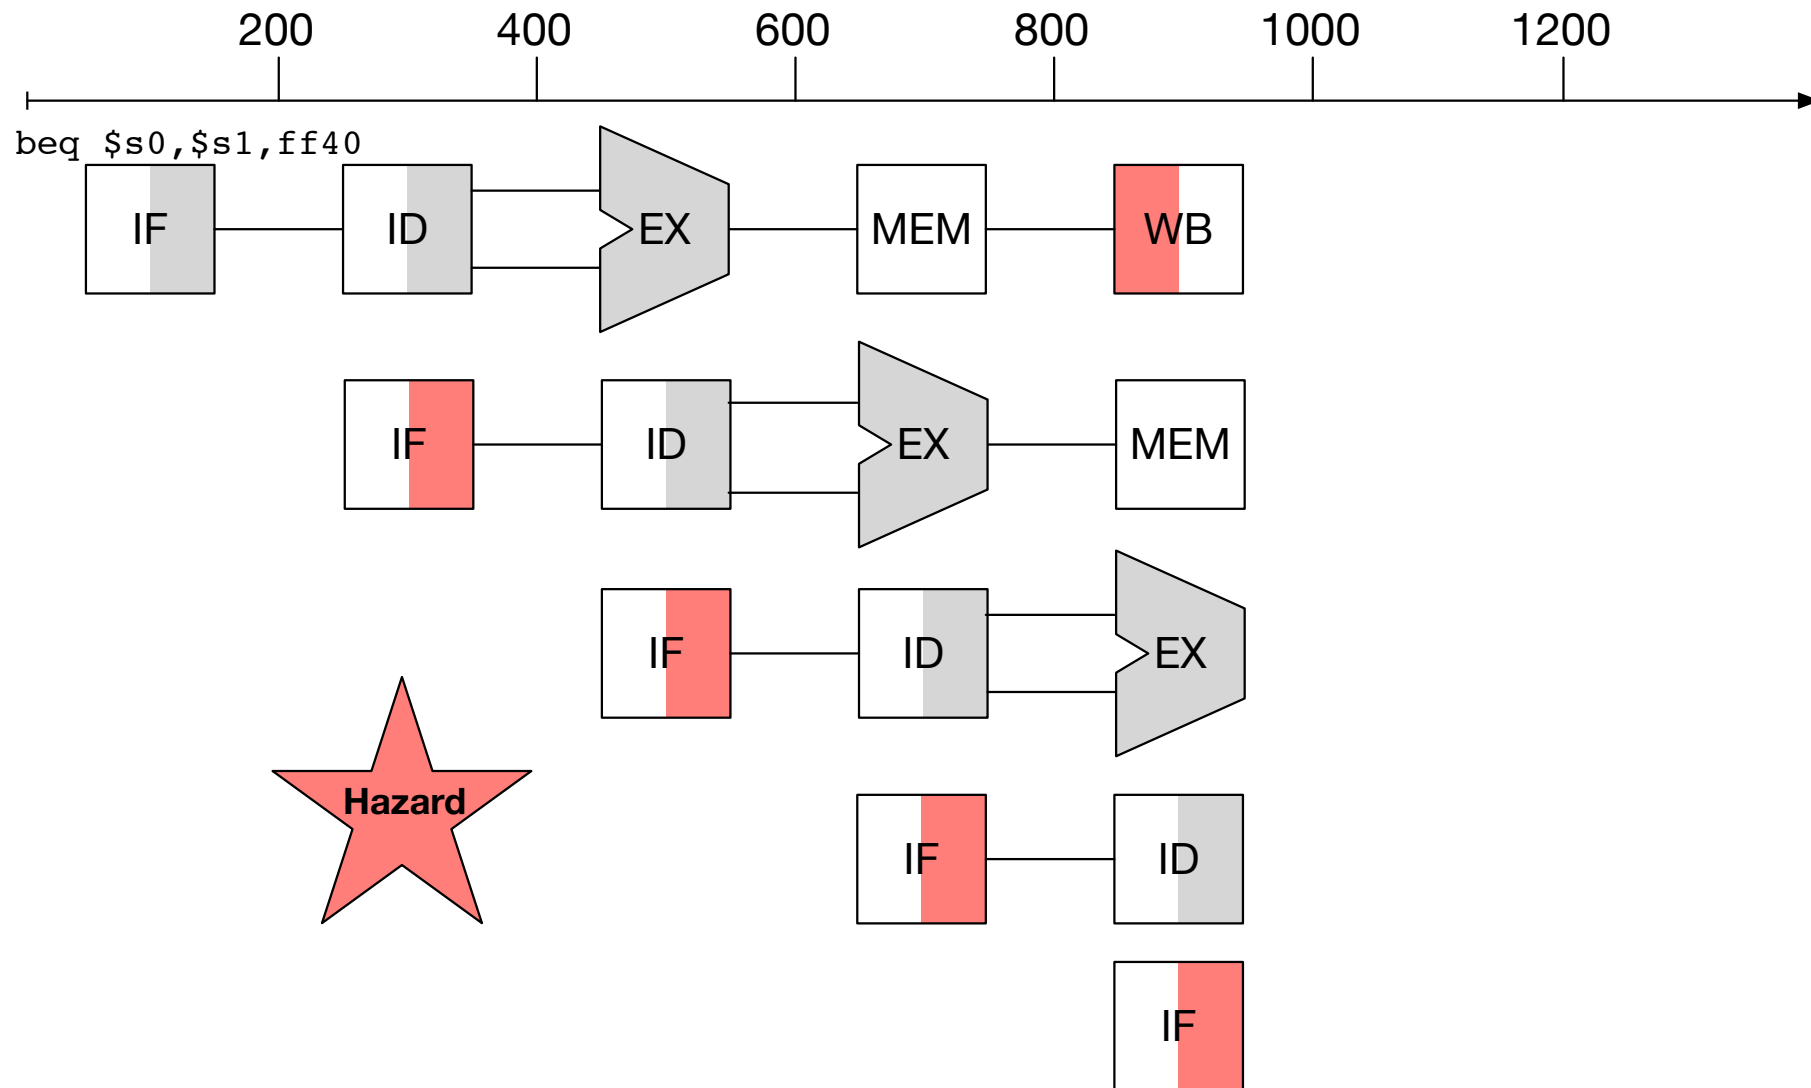 200 400 600 800 1000 1200
beq $s0,$s1,ff40
IF ID EX MEM WB
IF ID EX MEM
IF ID EX
Hazard
IF ID
IF